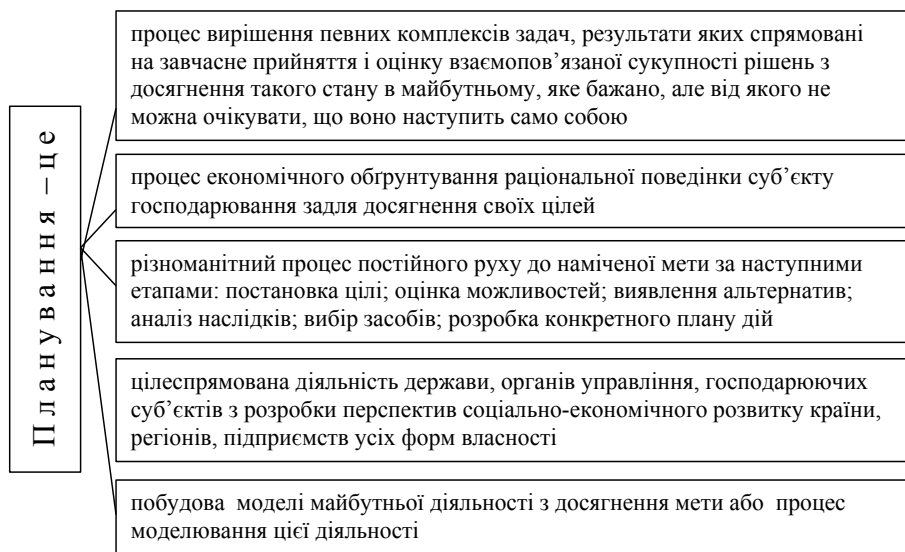 Планування – це
процес вирішення певних комплексів задач, результати яких спрямовані
на завчасне прийняття і оцінку взаємопов’язаної сукупності рішень з
досягнення такого стану в майбутньому, яке бажано, але від якого не
можна очікувати, що воно наступить само собою
процес економічного обґрунтування раціональної поведінки суб’єкту
господарювання задля досягнення своїх цілей
різноманітний процес постійного руху до наміченої мети за наступними
етапами: постановка цілі; оцінка можливостей; виявлення альтернатив;
аналіз наслідків; вибір засобів; розробка конкретного плану дій
цілеспрямована діяльність держави, органів управління, господарюючих
суб’єктів з розробки перспектив соціально-економічного розвитку країни,
регіонів, підприємств усіх форм власності
побудова моделі майбутньої діяльності з досягнення мети або процес
моделювання цієї діяльності